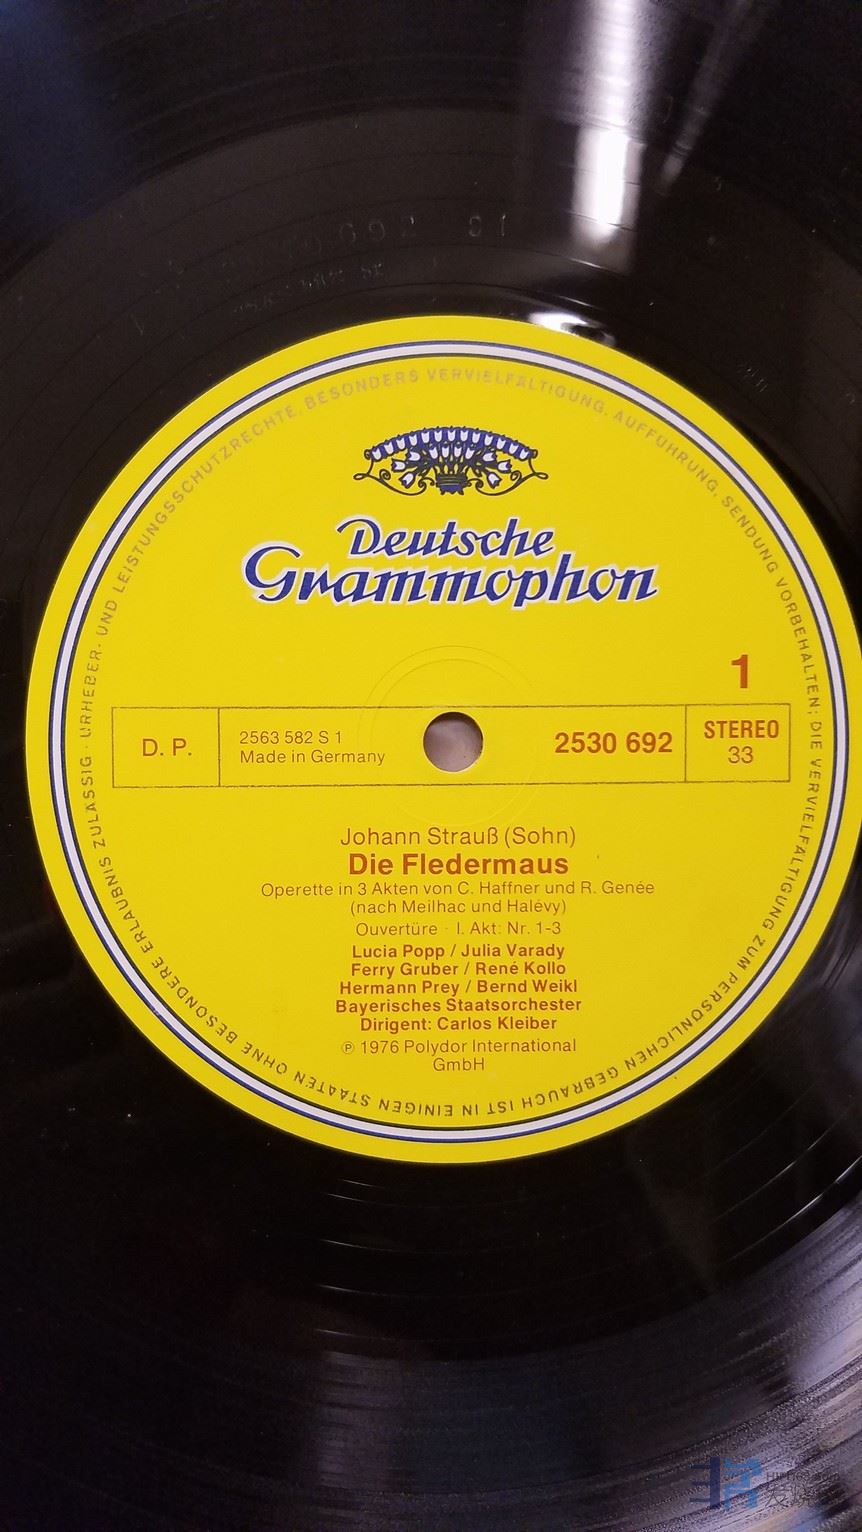 URHEBER- UND LEISTUNGSSCHUTZRECHTE, BESONDERS VERVIELFÄLTIGUNG, AUFFÜHRUNG, SENDUNG VORBEHALTEN; DIE VERVIELFÄLTIGUNG ZUM PERSÖNLICHEN GEBRAUCH IST IN EINIGEN STAATEN OHNE BESONDERE ERLAUBNIS ZULÄSSIG ·
Deutsche
Grammophon
1
D. P.
2563 582 S 1
Made in Germany
2530 692
STEREO
33
Johann Strauß (Sohn)
Die Fledermaus
Operette in 3 Akten von C. Haffner und R. Genée
(nach Meilhac und Halévy)
Ouvertüre · I. Akt: Nr. 1-3
Lucia Popp / Julia Varady
Ferry Gruber / René Kollo
Hermann Prey / Bernd Weikl
Bayerisches Staatsorchester
Dirigent: Carlos Kleiber
℗ 1976 Polydor International
GmbH